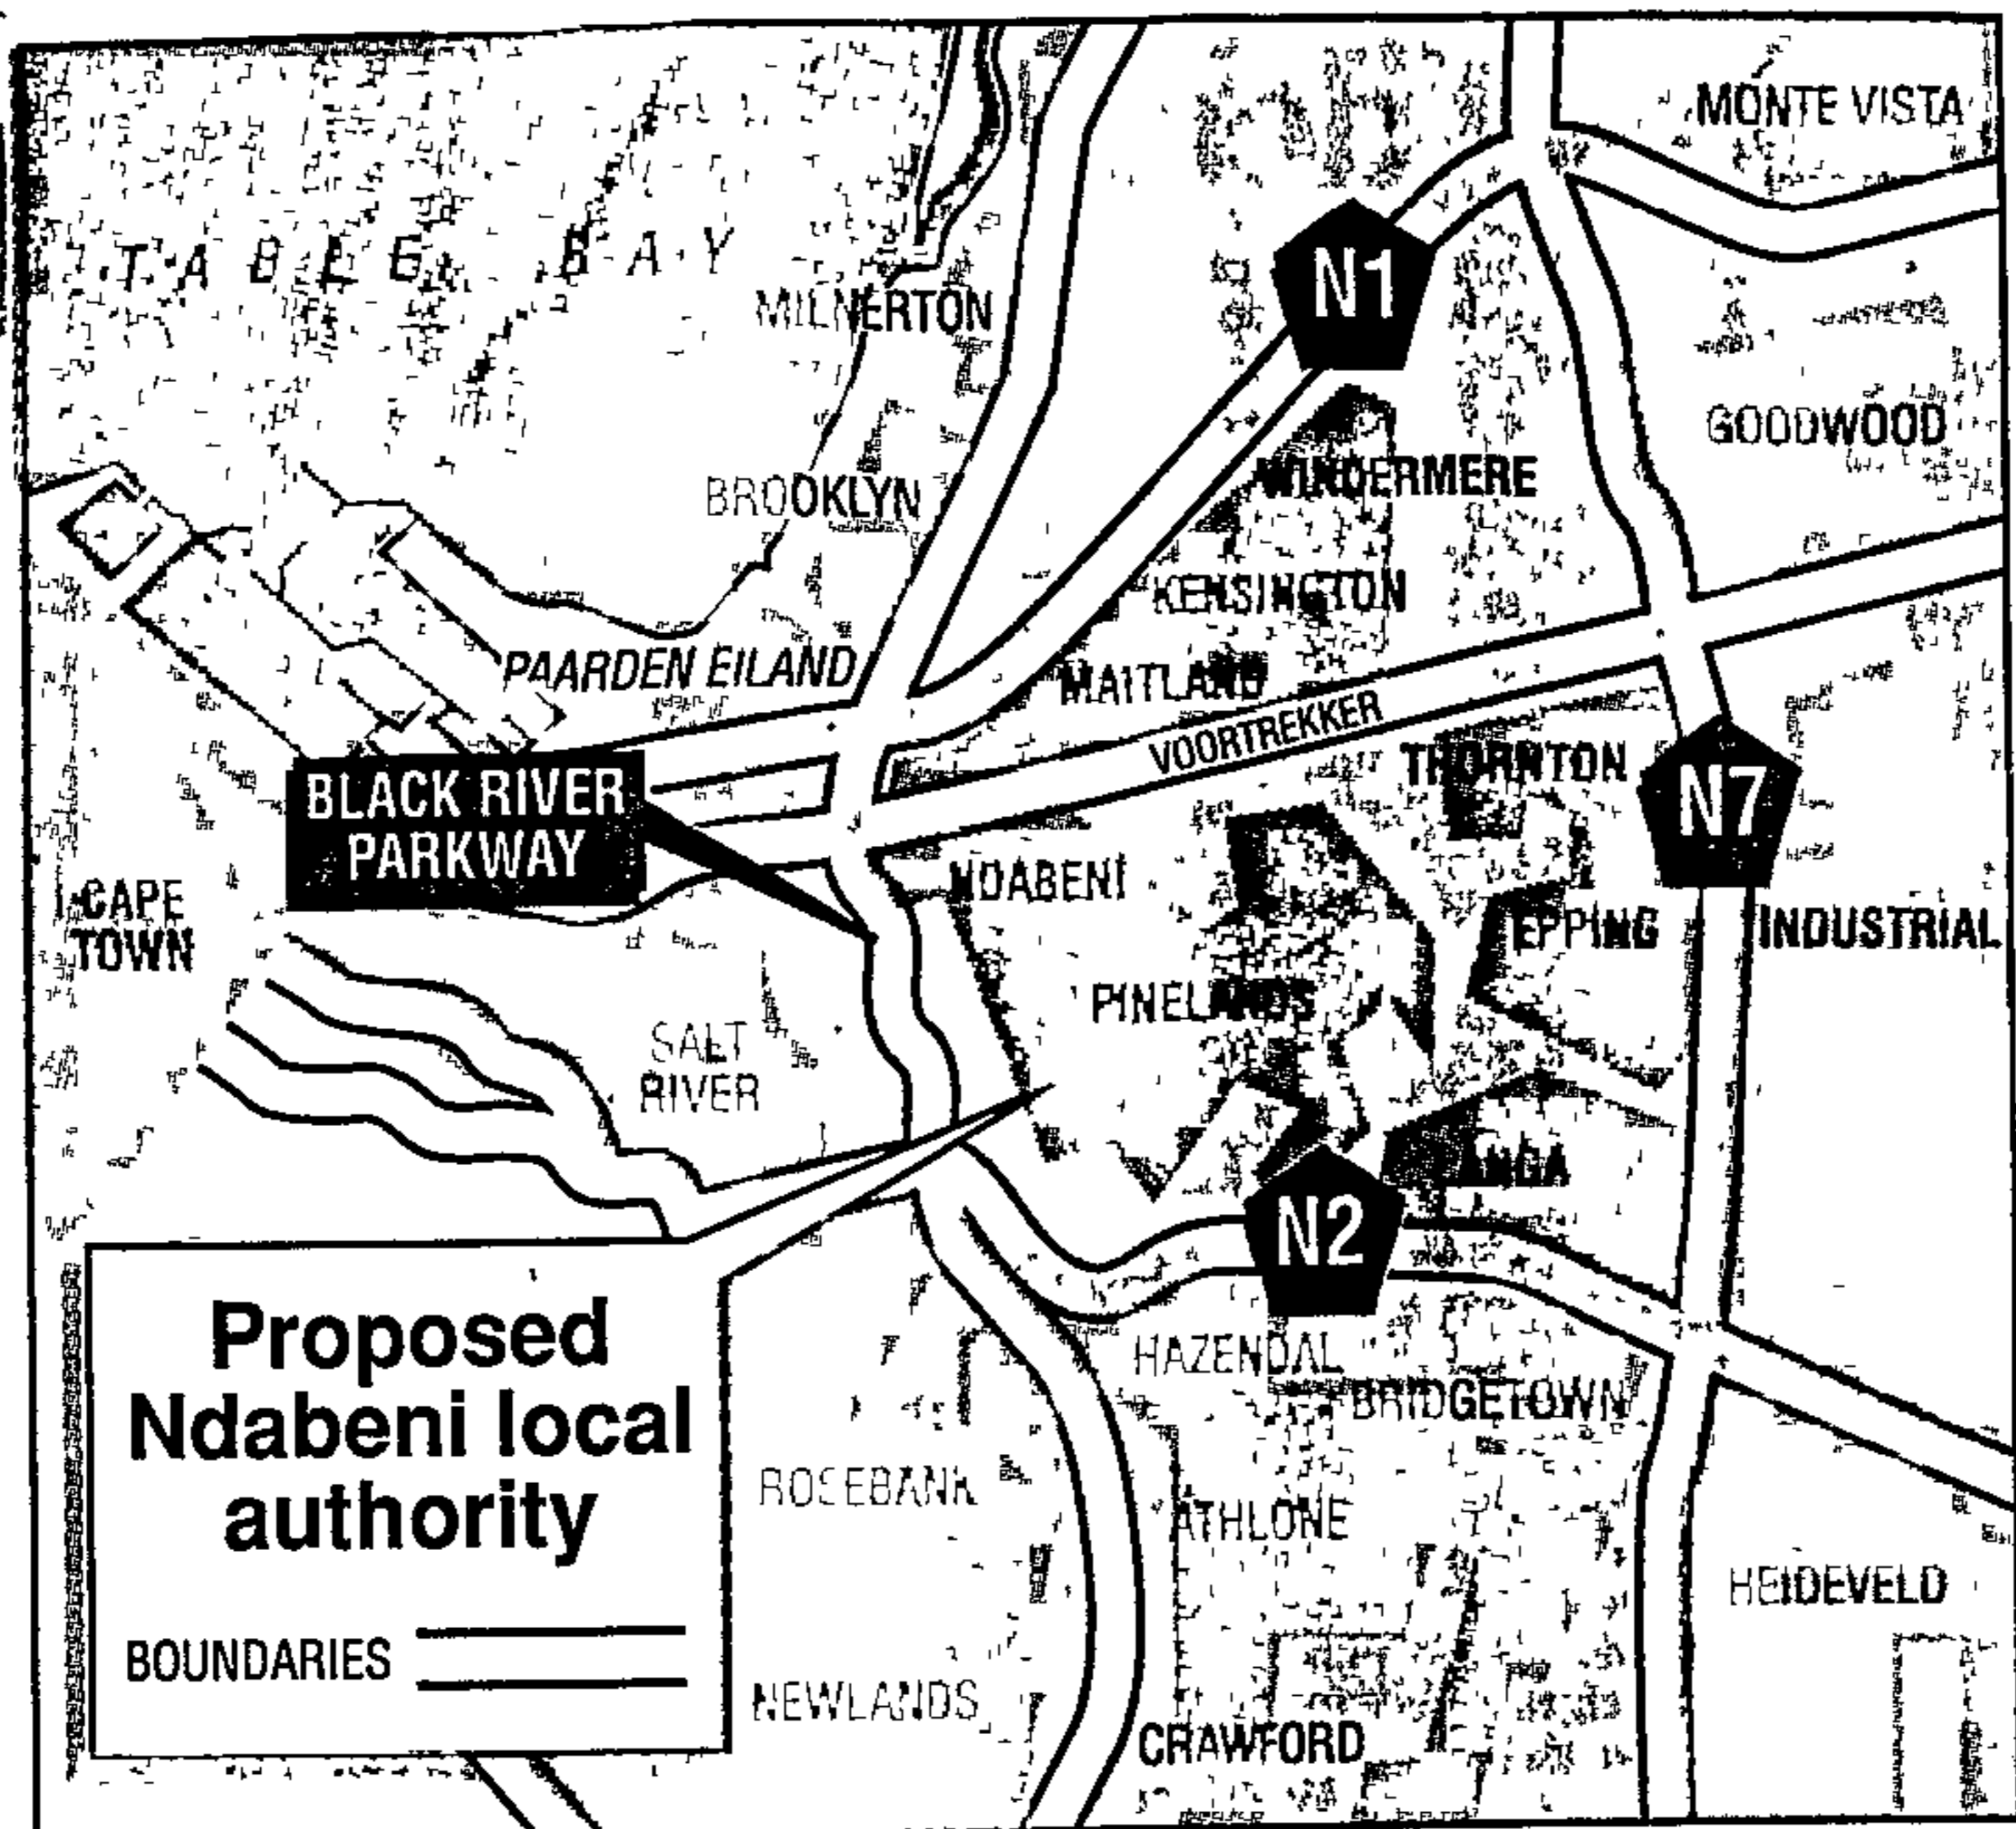 MONTE VISTA
TABLE BAY
N1
MILNERTON
GOODWOOD
WINDERMERE
BROOKLYN
KENSINGTON
PAARDEN EILAND
MAITLAND
VOORTREKKER
THORNTON
N7
BLACK RIVER
PARKWAY
NDABENI
CAPE
TOWN
EPPING INDUSTRIAL
PINELANDS
SALT
RIVER
N2
Proposed
Ndabeni local
authority
BOUNDARIES
HAZENDAL
BRIDGETOWN
ROSEBANK
ATHLONE
HEIDEVELD
NEWLANDS
CRAWFORD